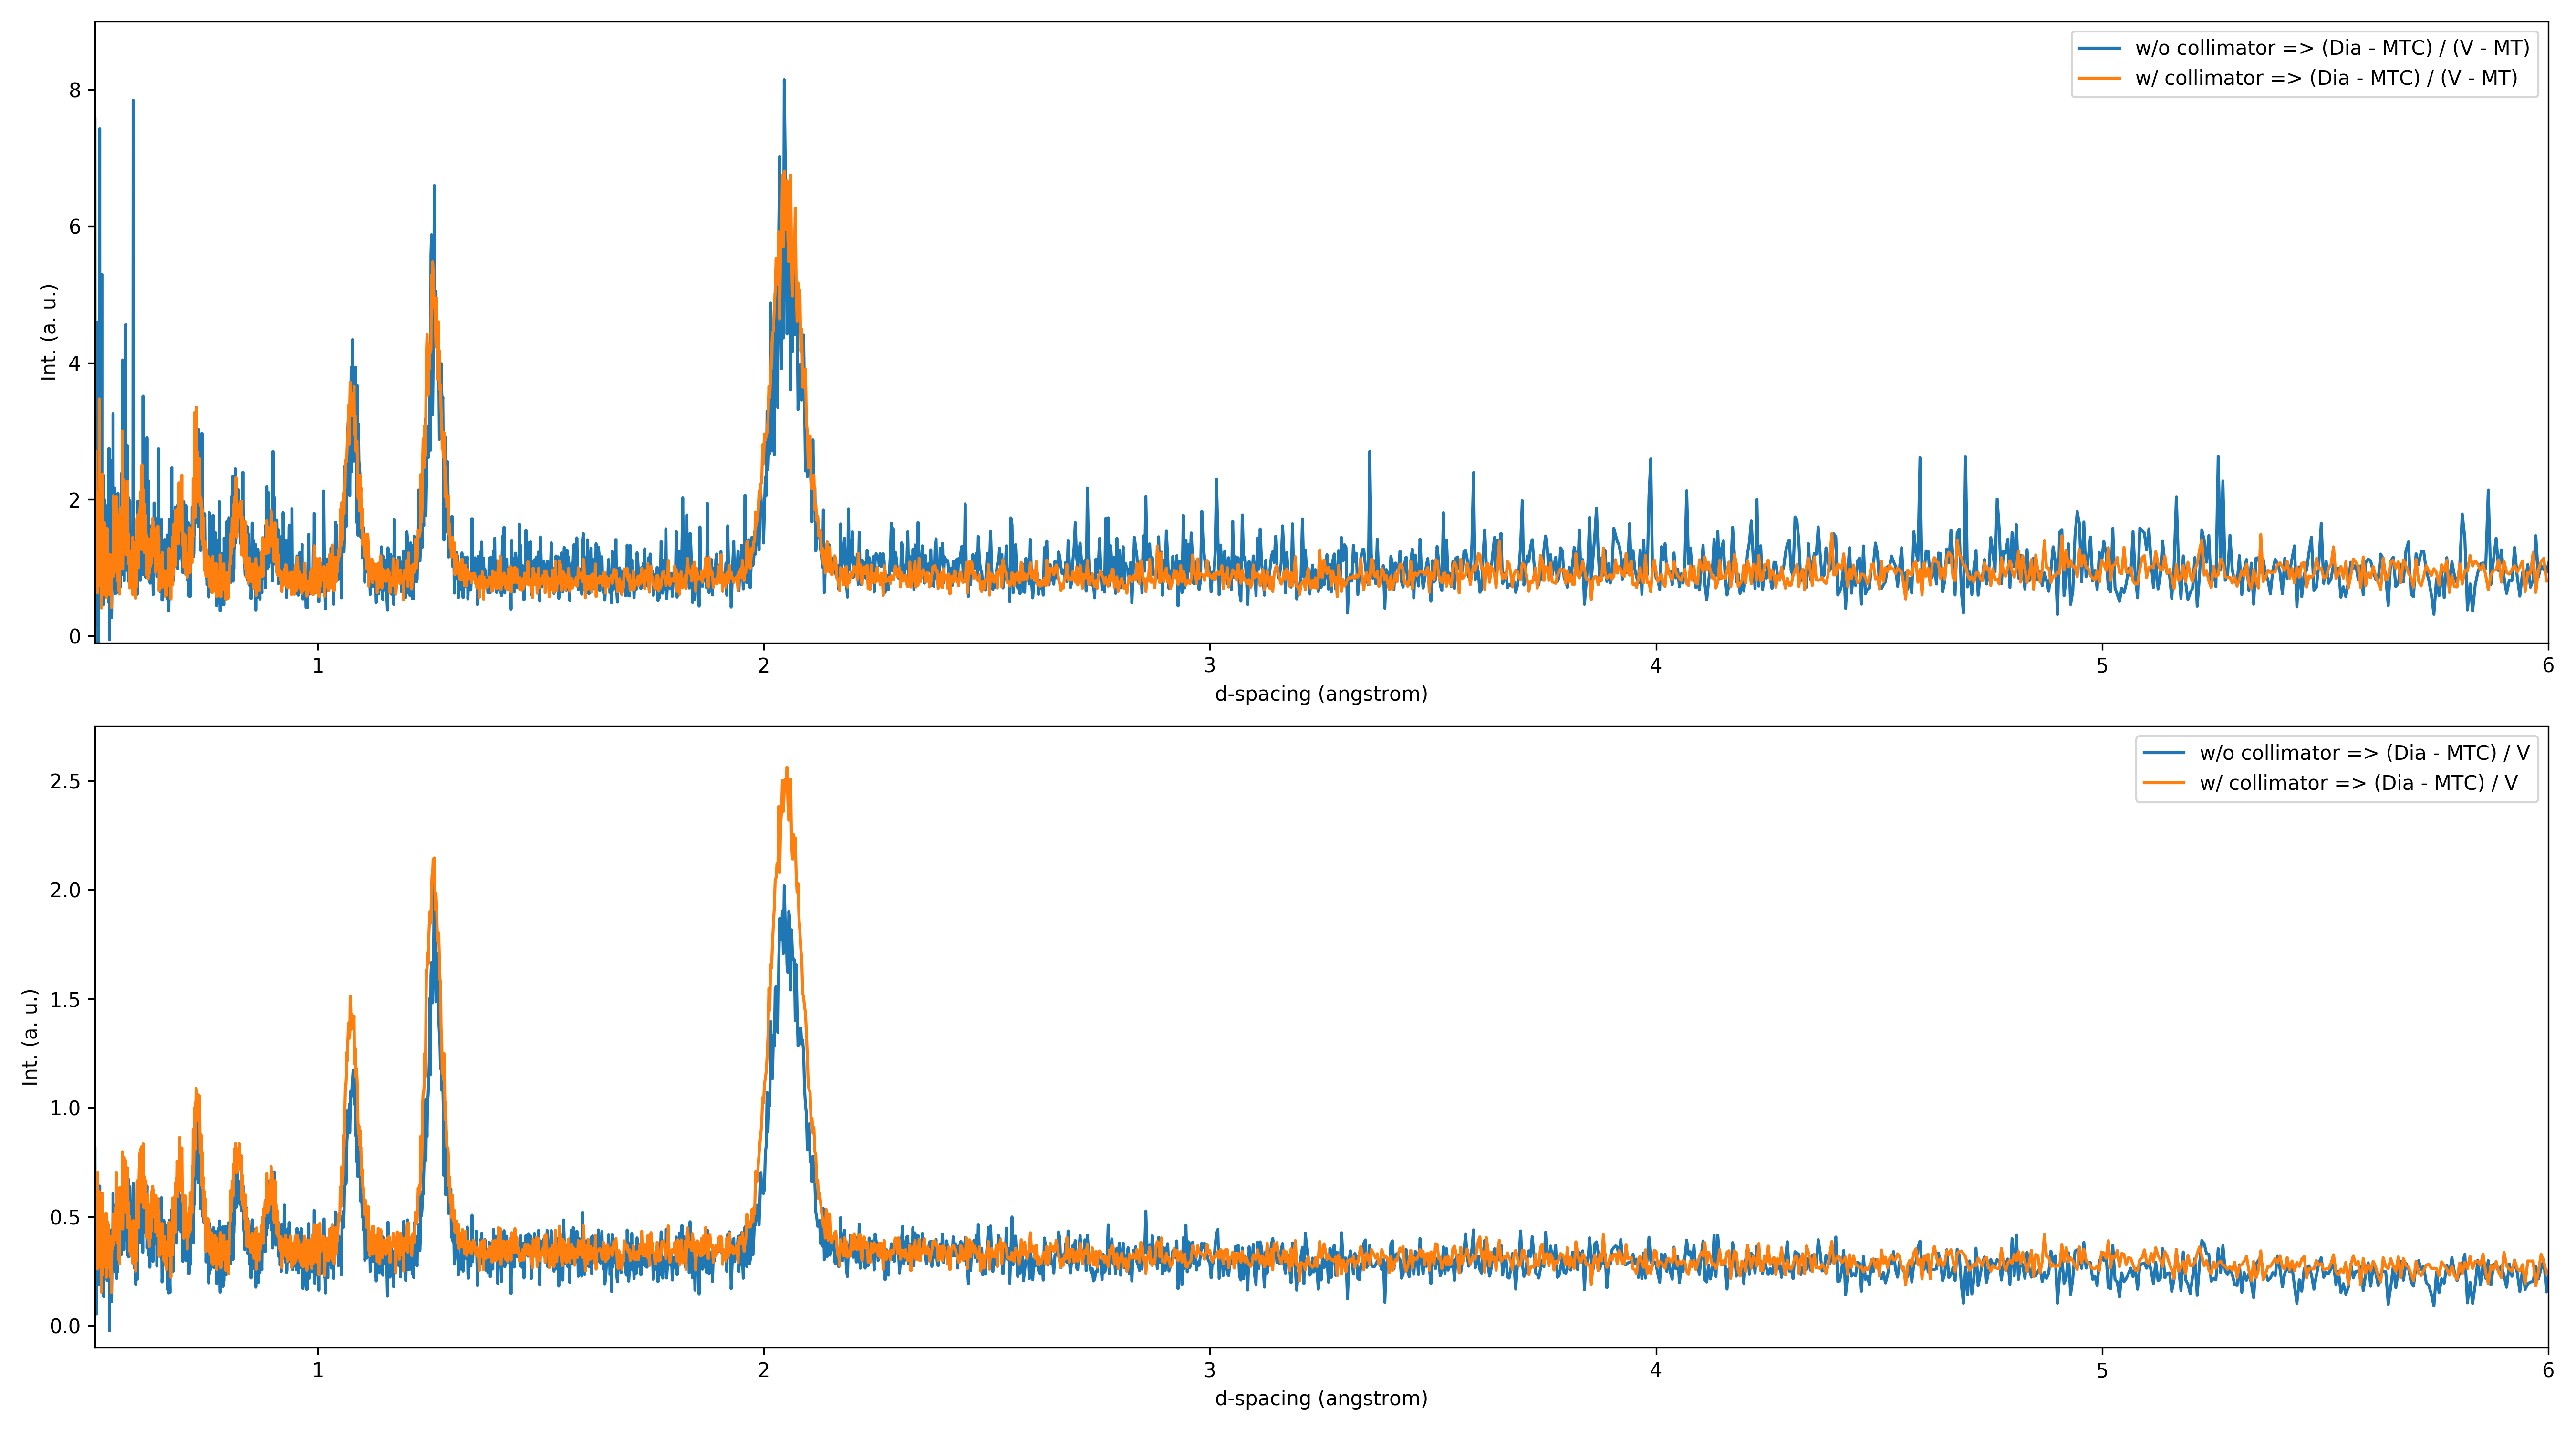 w/o collimator => (Dia - MTC) / (V - MT)
w/ collimator => (Dia - MTC) / (V - MT)
8
6
4
2
0
Int. (a. u.)
1 2 3 4 5 6
d-spacing (angstrom)
w/o collimator => (Dia - MTC) / V
w/ collimator => (Dia - MTC) / V
2.5
2.0
1.5
1.0
0.5
0.0
Int. (a. u.)
1 2 3 4 5 6
d-spacing (angstrom)